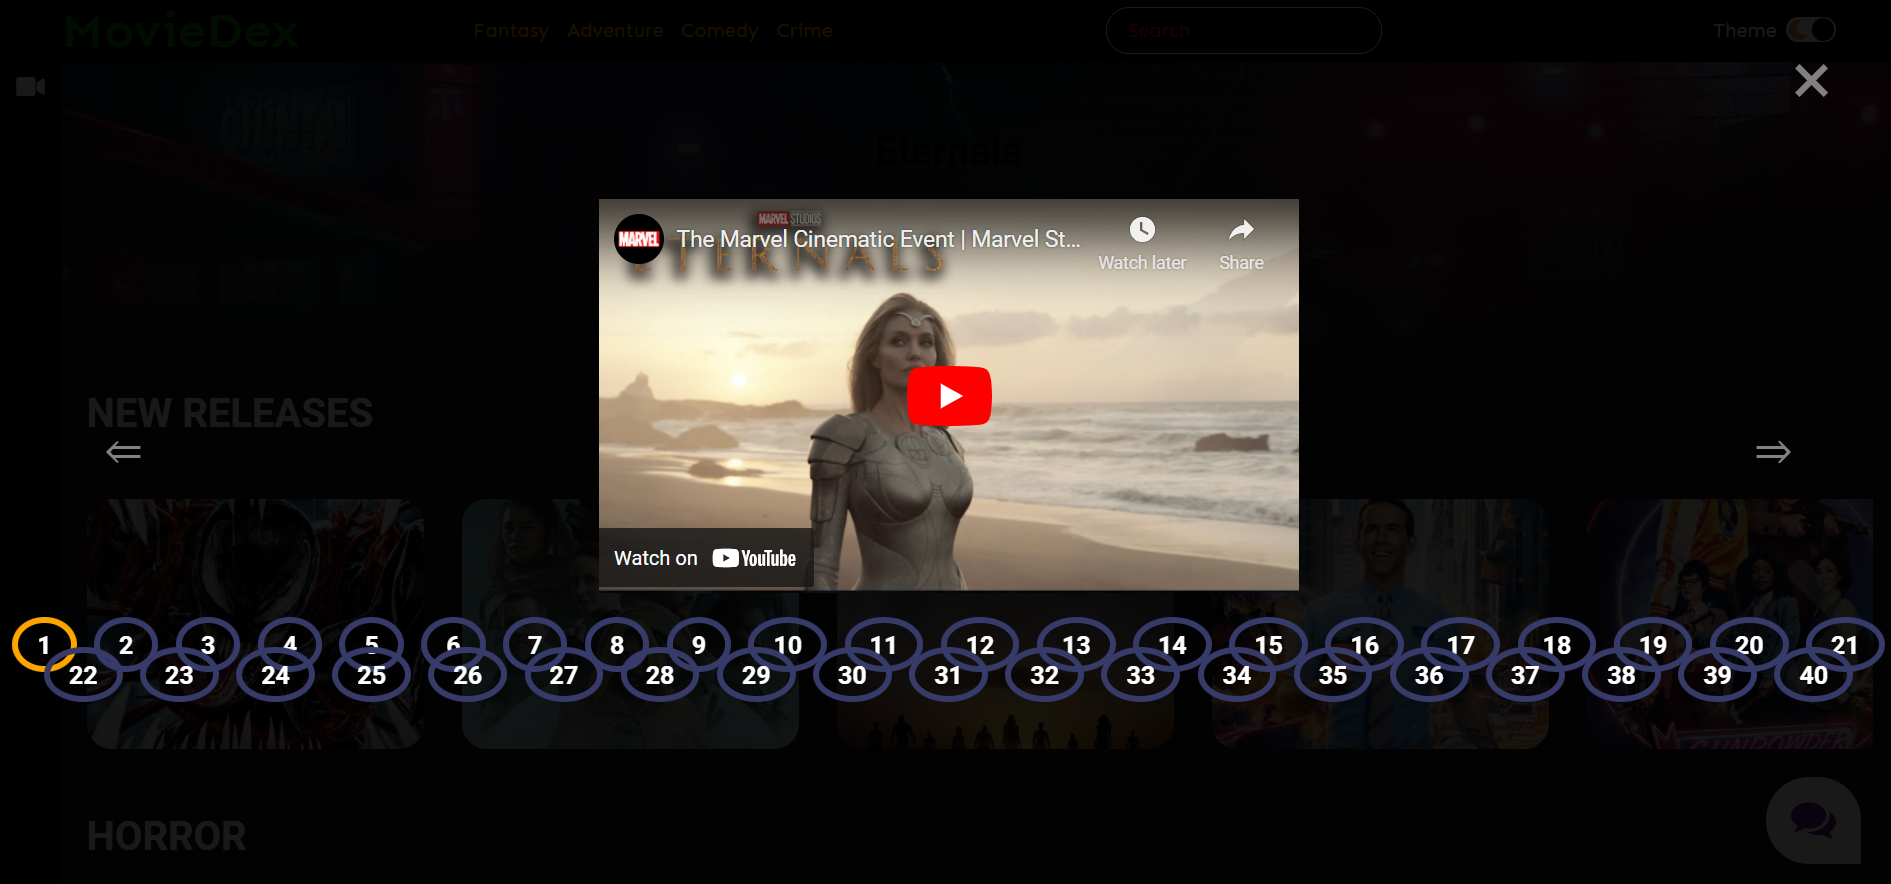 MovieDex
Fantasy Adventure Comedy Crime
Search
Theme
Eternals
MARVEL STUDIOS
ETERNALS
MARVEL
The Marvel Cinematic Event | Marvel St...
Watch later
Share
Watch on YouTube
NEW RELEASES
1 2 3 4 5 6 7 8 9 10 11 12 13 14 15 16 17 18 19 20 21
22 23 24 25 26 27 28 29 30 31 32 33 34 35 36 37 38 39 40
GUNPOWDER
HORROR